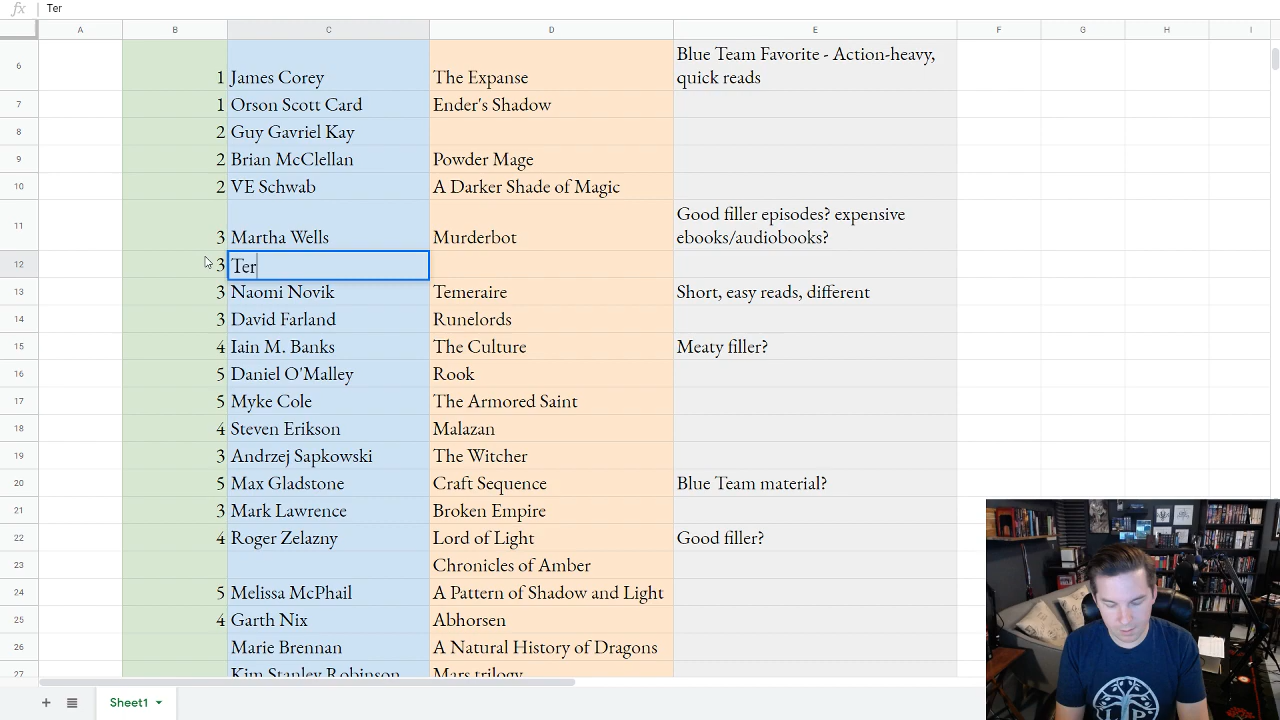 fx Ter
A B C D E F G H I
6 1 James Corey The Expanse Blue Team Favorite - Action-heavy,
quick reads
7 1 Orson Scott Card Ender's Shadow
8 2 Guy Gavriel Kay
9 2 Brian McClellan Powder Mage
10 2 VE Schwab A Darker Shade of Magic
11 3 Martha Wells Murderbot Good filler episodes? expensive
ebooks/audiobooks?
12 3 Ter
13 3 Naomi Novik Temeraire Short, easy reads, different
14 3 David Farland Runelords
15 4 Iain M. Banks The Culture Meaty filler?
16 5 Daniel O'Malley Rook
17 5 Myke Cole The Armored Saint
18 4 Steven Erikson Malazan
19 3 Andrzej Sapkowski The Witcher
20 5 Max Gladstone Craft Sequence Blue Team material?
21 3 Mark Lawrence Broken Empire
22 4 Roger Zelazny Lord of Light Good filler?
23 Chronicles of Amber
24 5 Melissa McPhail A Pattern of Shadow and Light
25 4 Garth Nix Abhorsen
26 Marie Brennan A Natural History of Dragons
27 Kim Stanley Robinson Mars trilogy
Sheet1